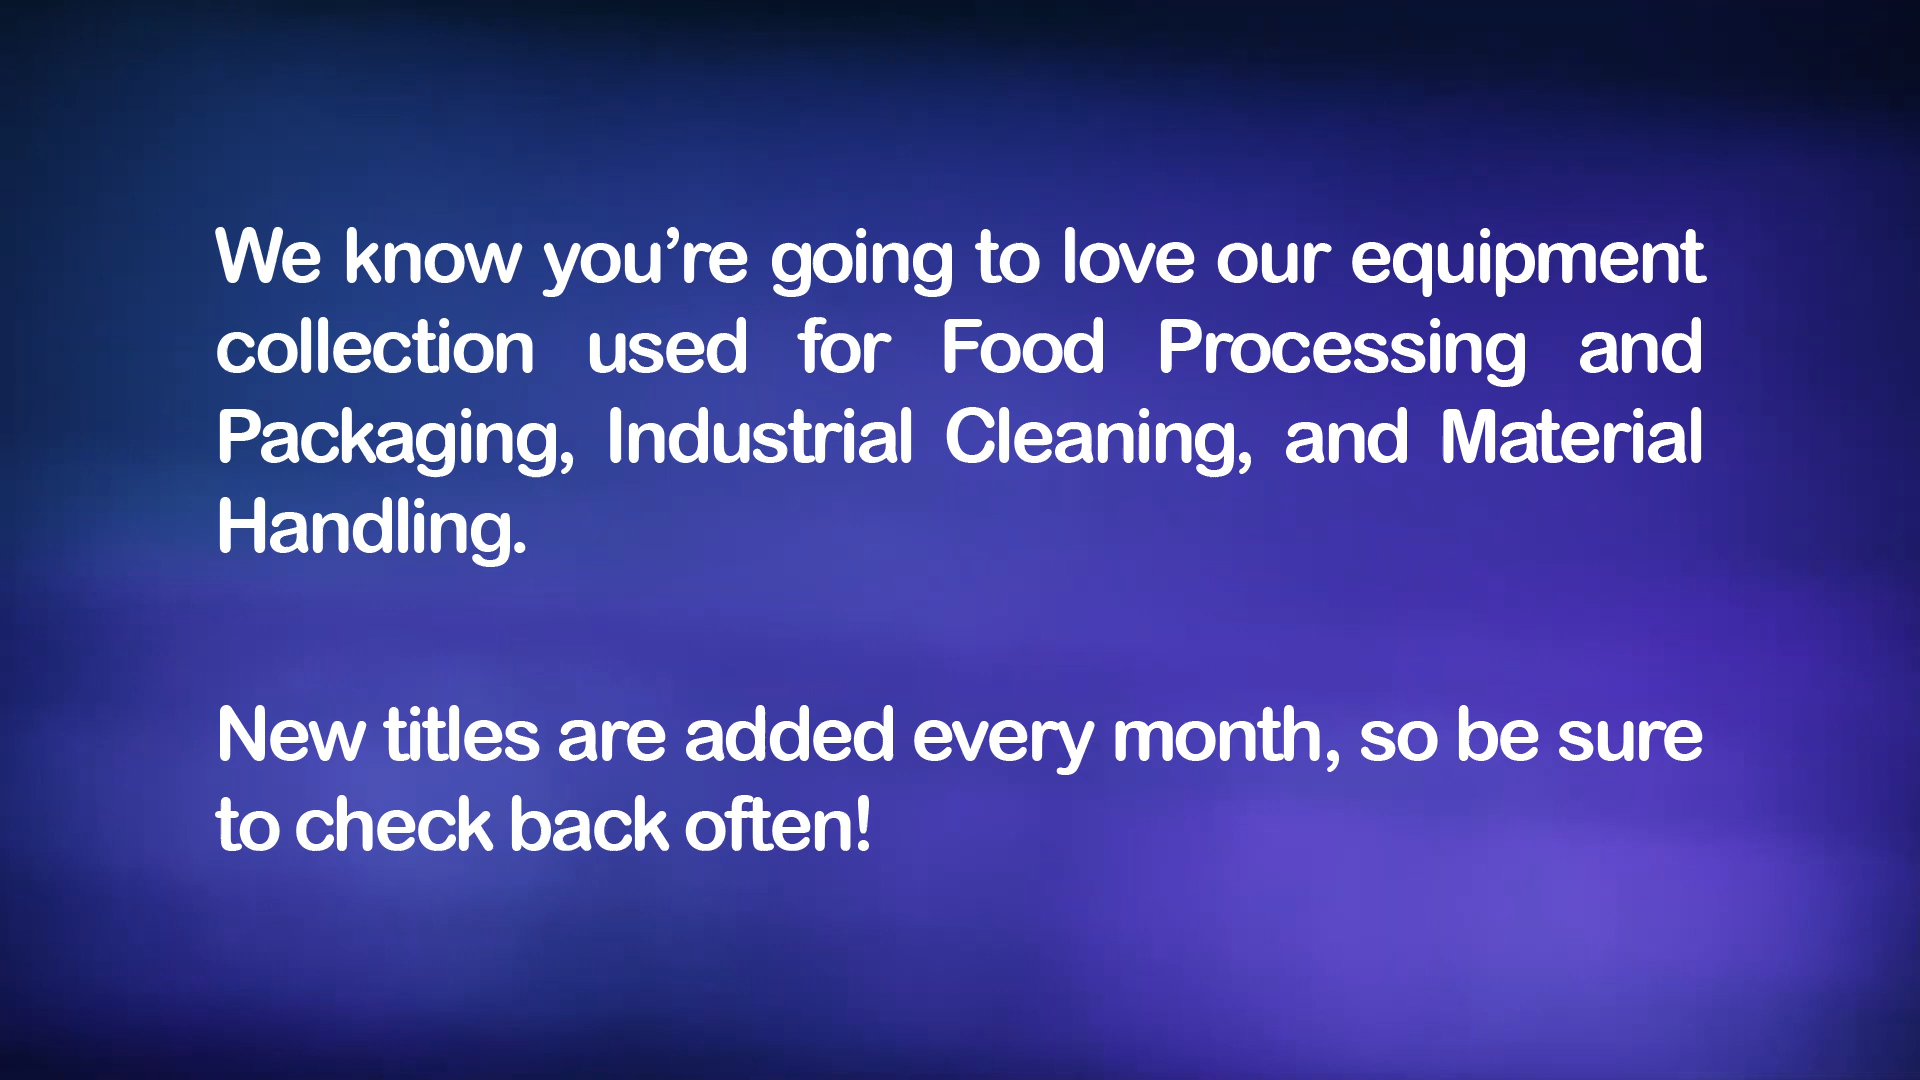 We know you’re going to love our equipment
collection used for Food Processing and
Packaging, Industrial Cleaning, and Material
Handling.
New titles are added every month, so be sure
to check back often!